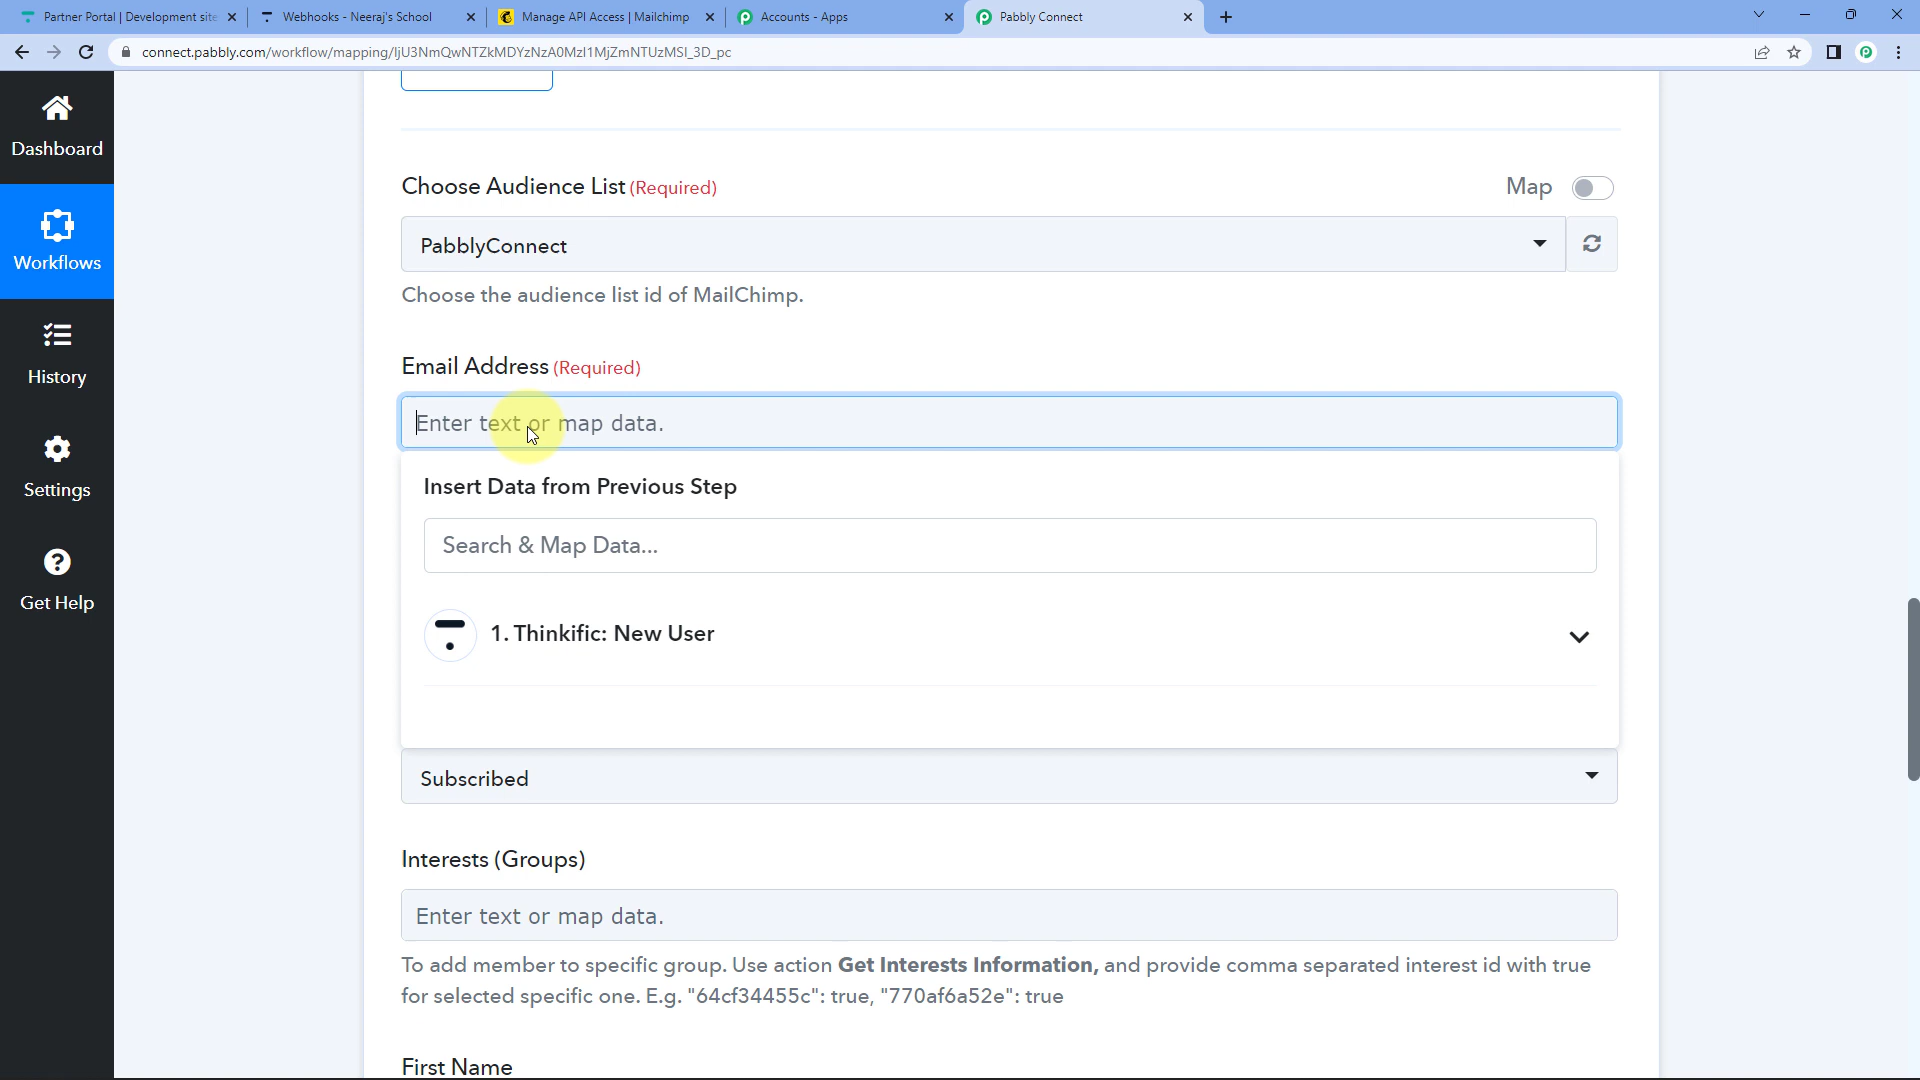 Partner Portal | Development site
Webhooks - Neeraj's School
Manage API Access | Mailchimp
Accounts - Apps
Pabbly Connect
connect.pabbly.com/workflow/mapping/IjU3NmQwNTZkMDYzNzA0MzI1MjZmNTUzMSI_3D_pc
Dashboard
Workflows
History
Settings
Get Help
Choose Audience List (Required)
Map
PabblyConnect
Choose the audience list id of MailChimp.
Email Address (Required)
Enter text or map data.
Insert Data from Previous Step
Search & Map Data...
1. Thinkific: New User
Subscribed
Interests (Groups)
Enter text or map data.
To add member to specific group. Use action Get Interests Information, and provide comma separated interest id with true
for selected specific one. E.g. "64cf34455c": true, "770af6a52e": true
First Name